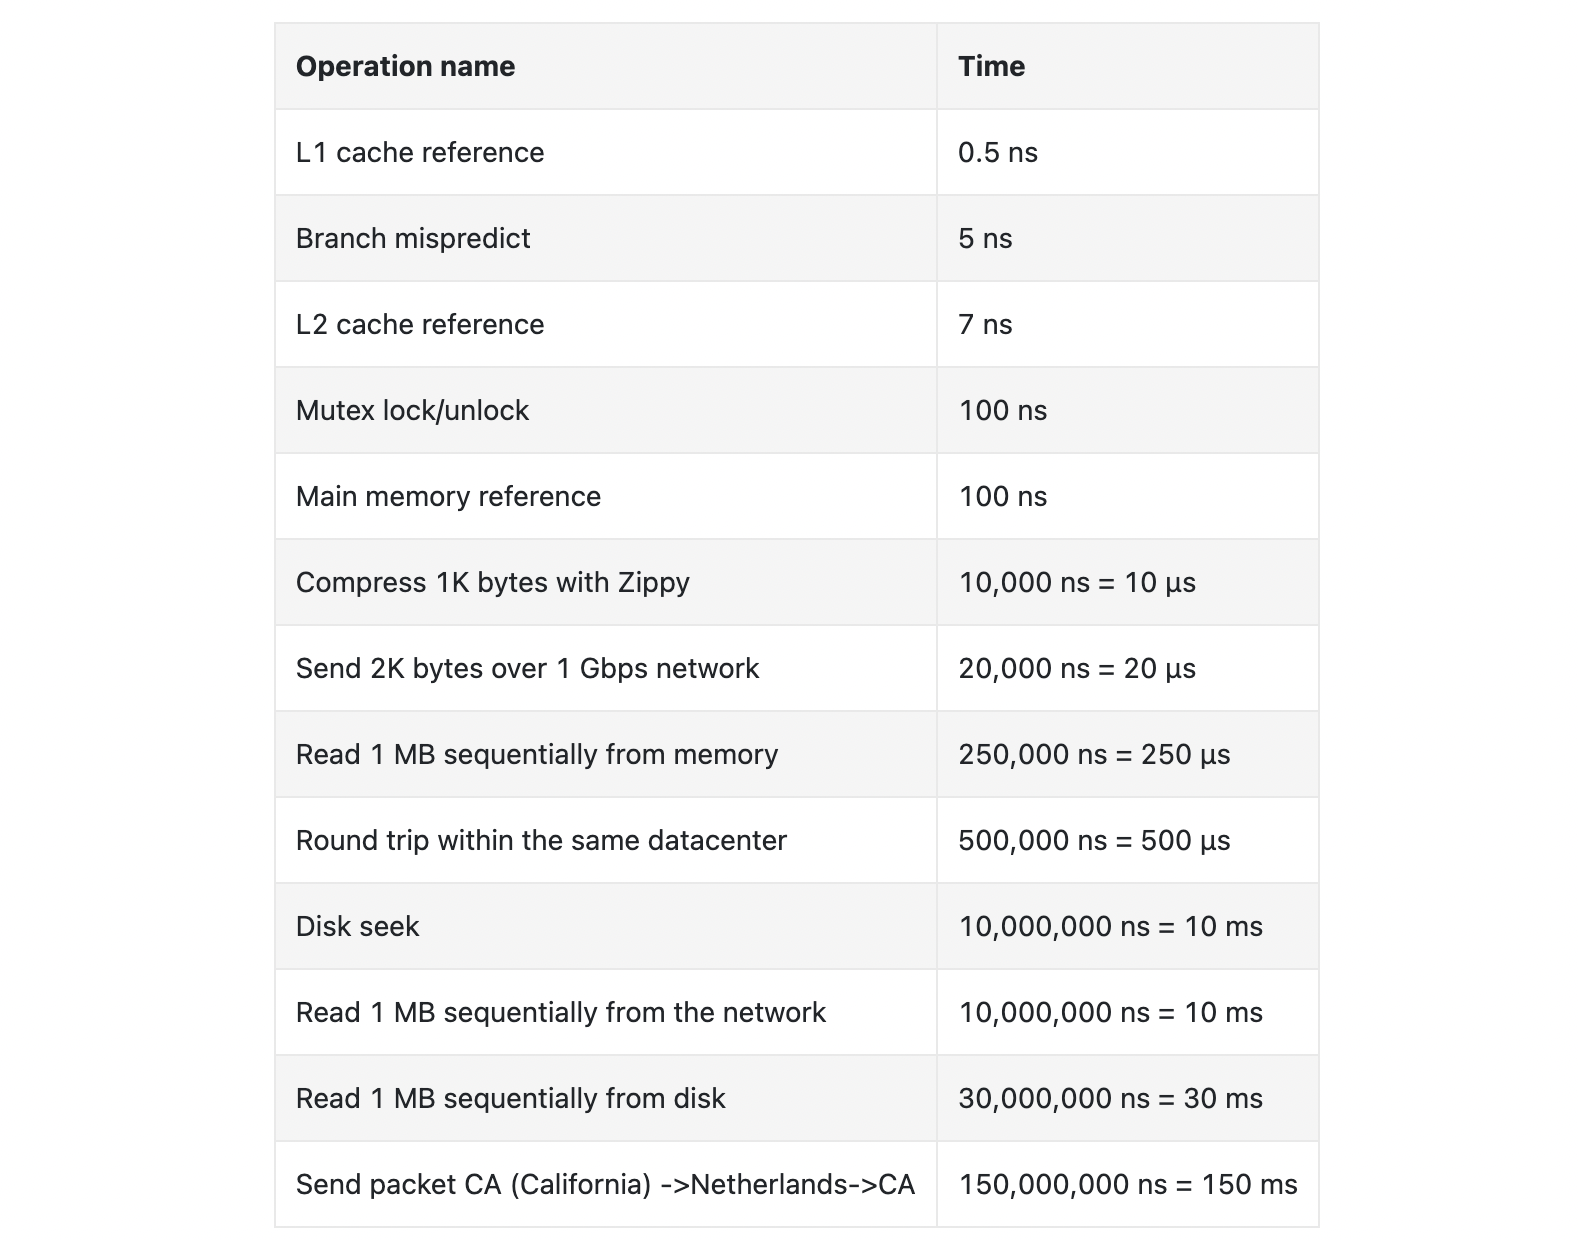 Operation name Time
L1 cache reference 0.5 ns
Branch mispredict 5 ns
L2 cache reference 7 ns
Mutex lock/unlock 100 ns
Main memory reference 100 ns
Compress 1K bytes with Zippy 10,000 ns = 10 μs
Send 2K bytes over 1 Gbps network 20,000 ns = 20 μs
Read 1 MB sequentially from memory 250,000 ns = 250 μs
Round trip within the same datacenter 500,000 ns = 500 μs
Disk seek 10,000,000 ns = 10 ms
Read 1 MB sequentially from the network 10,000,000 ns = 10 ms
Read 1 MB sequentially from disk 30,000,000 ns = 30 ms
Send packet CA (California) ->Netherlands->CA 150,000,000 ns = 150 ms